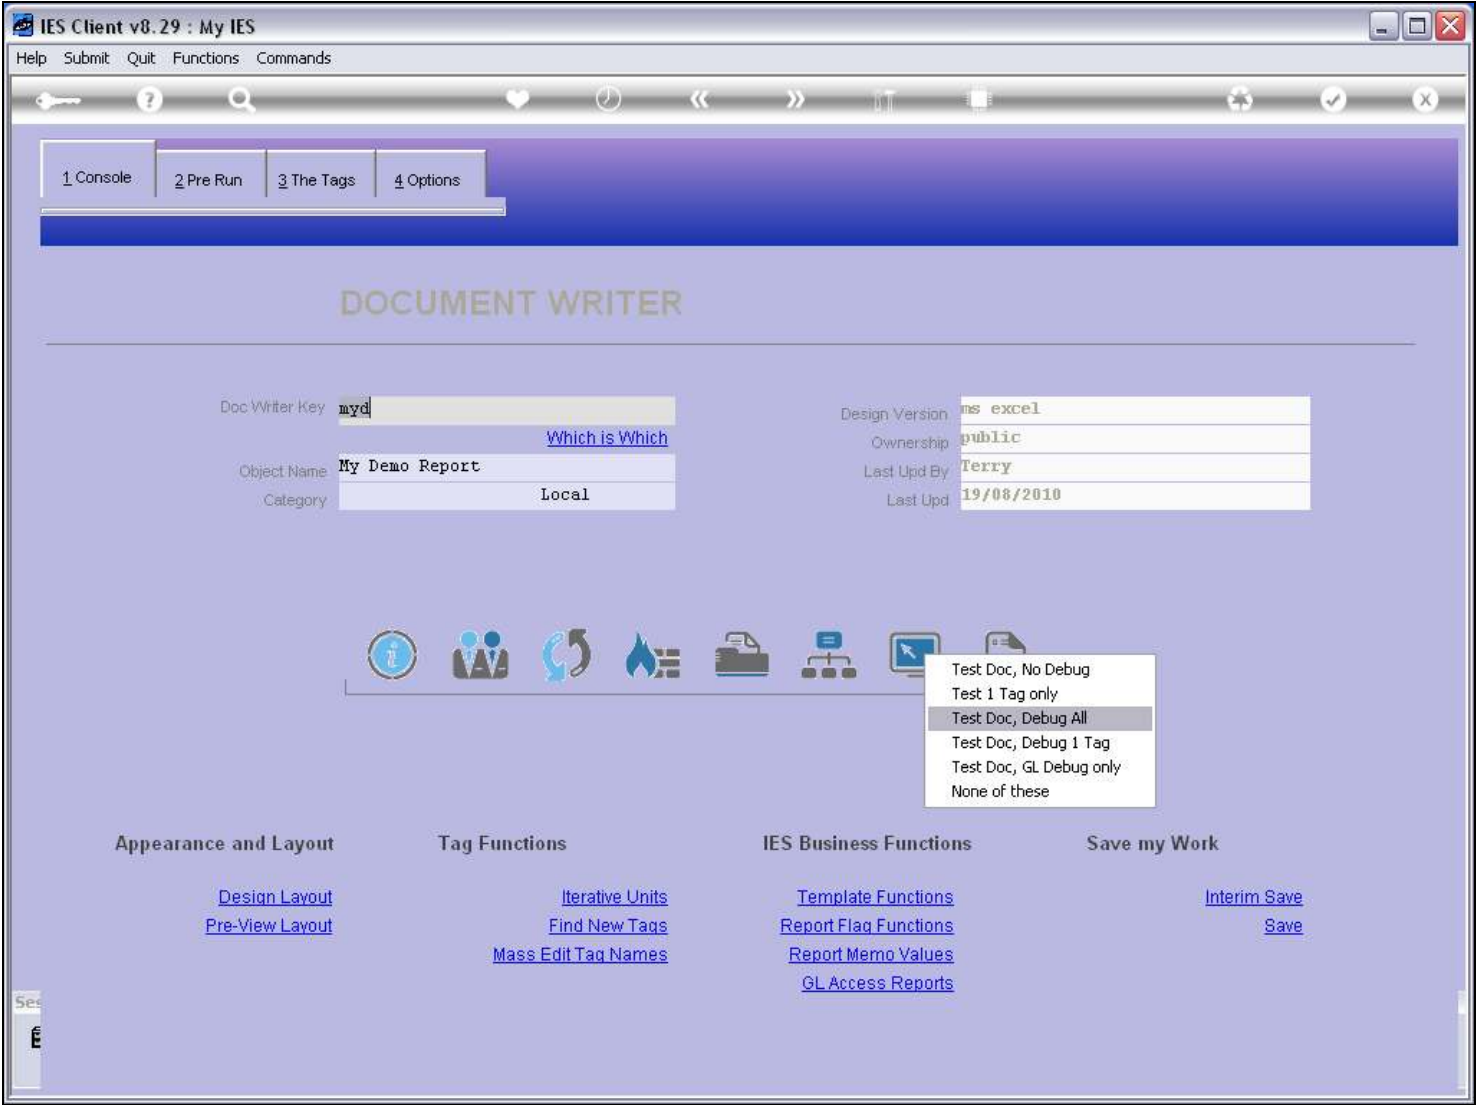 IES Client v8.29 : My IES
Help Submit Quit Functions Commands
1 Console 2 Pre Run 3 The Tags 4 Options
DOCUMENT WRITER
Doc Writer Key myd
Which is Which
Object Name My Demo Report
Category Local
Design Version ms excel
Ownership public
Last Upd By Terry
Last Upd 19/08/2010
Test Doc, No Debug
Test 1 Tag only
Test Doc, Debug All
Test Doc, Debug 1 Tag
Test Doc, GL Debug only
None of these
Appearance and Layout
Design Layout
Pre-View Layout
Tag Functions
Iterative Units
Find New Tags
Mass Edit Tag Names
IES Business Functions
Template Functions
Report Flag Functions
Report Memo Values
GL Access Reports
Save my Work
Interim Save
Save